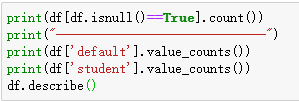 print(df[df.isnull()==True].count())
print("——————————————————————————————")
print(df['default'].value_counts())
print(df['student'].value_counts())
df.describe()